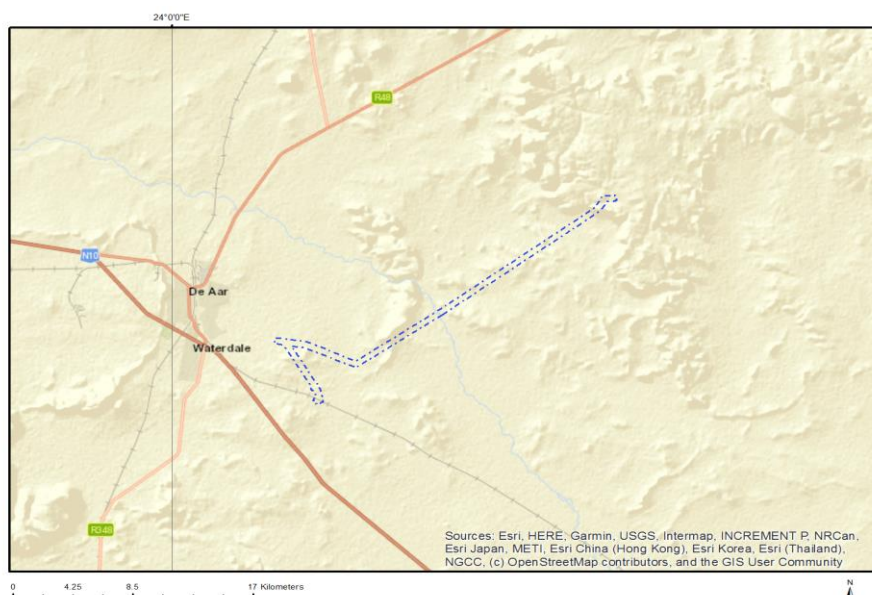 24°0'0"E
R48
N10
De Aar
Waterdale
R348
Sources: Esri, HERE, Garmin, USGS, Intermap, INCREMENT P, NRCan,
Esri Japan, METI, Esri China (Hong Kong), Esri Korea, Esri (Thailand),
NGCC, (c) OpenStreetMap contributors, and the GIS User Community
0 4.25 8.5 17 Kilometers
N